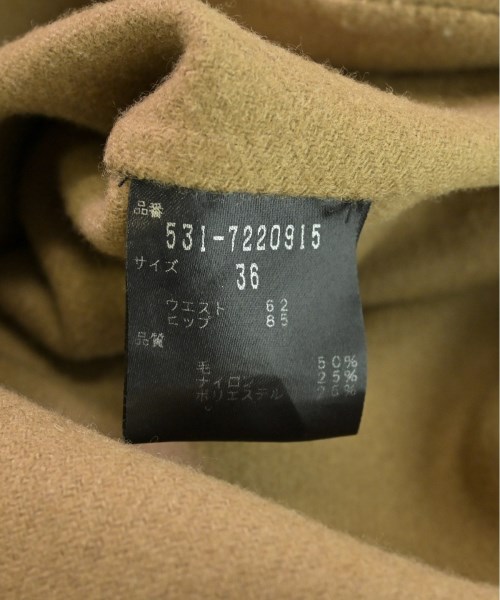 品番
531-7220915
サイズ
36
ウエスト 62
ヒップ 85
品質
毛 50%
ナイロン 25%
ポリエステル 25%